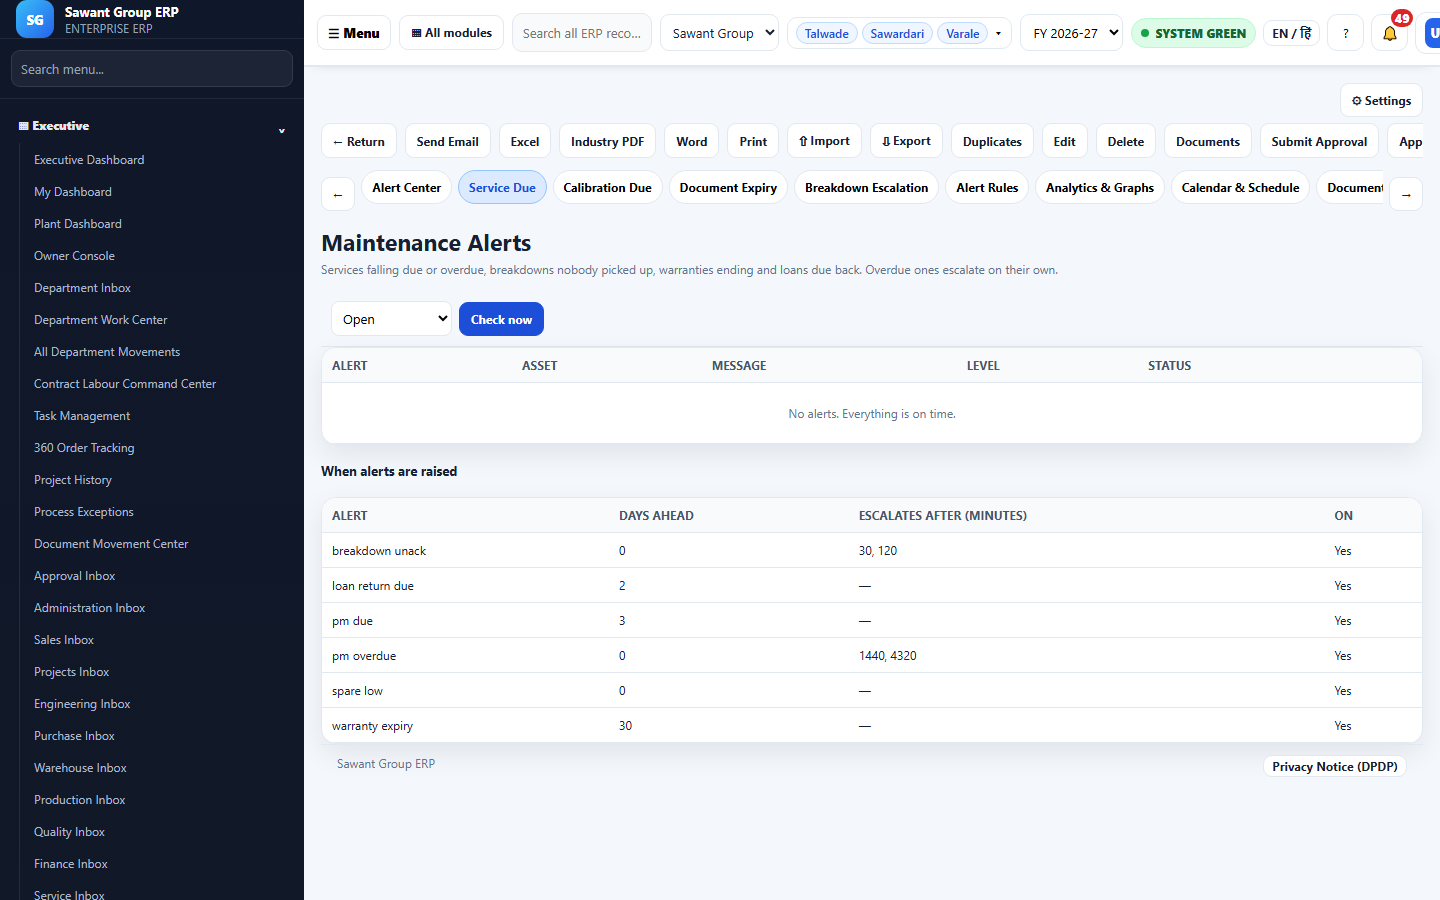 SG
Sawant Group ERP
ENTERPRISE ERP
Search menu...
Executive
Executive Dashboard
My Dashboard
Plant Dashboard
Owner Console
Department Inbox
Department Work Center
All Department Movements
Contract Labour Command Center
Task Management
360 Order Tracking
Project History
Process Exceptions
Document Movement Center
Approval Inbox
Administration Inbox
Sales Inbox
Projects Inbox
Engineering Inbox
Purchase Inbox
Warehouse Inbox
Production Inbox
Quality Inbox
Finance Inbox
Service Inbox
☰ Menu
All modules
Search all ERP reco...
Sawant Group
Talwade Sawardari Varale
FY 2026-27
SYSTEM GREEN
EN / हिं
?
49
U
⚙ Settings
← Return
Send Email
Excel
Industry PDF
Word
Print
⇧ Import
⇩ Export
Duplicates
Edit
Delete
Documents
Submit Approval
App
←
Alert Center
Service Due
Calibration Due
Document Expiry
Breakdown Escalation
Alert Rules
Analytics & Graphs
Calendar & Schedule
Document
→
Maintenance Alerts
Services falling due or overdue, breakdowns nobody picked up, warranties ending and loans due back. Overdue ones escalate on their own.
Open
Check now
ALERT ASSET MESSAGE LEVEL STATUS
No alerts. Everything is on time.
When alerts are raised
ALERT DAYS AHEAD ESCALATES AFTER (MINUTES) ON
breakdown unack 0 30, 120 Yes
loan return due 2 — Yes
pm due 3 — Yes
pm overdue 0 1440, 4320 Yes
spare low 0 — Yes
warranty expiry 30 — Yes
Sawant Group ERP
Privacy Notice (DPDP)